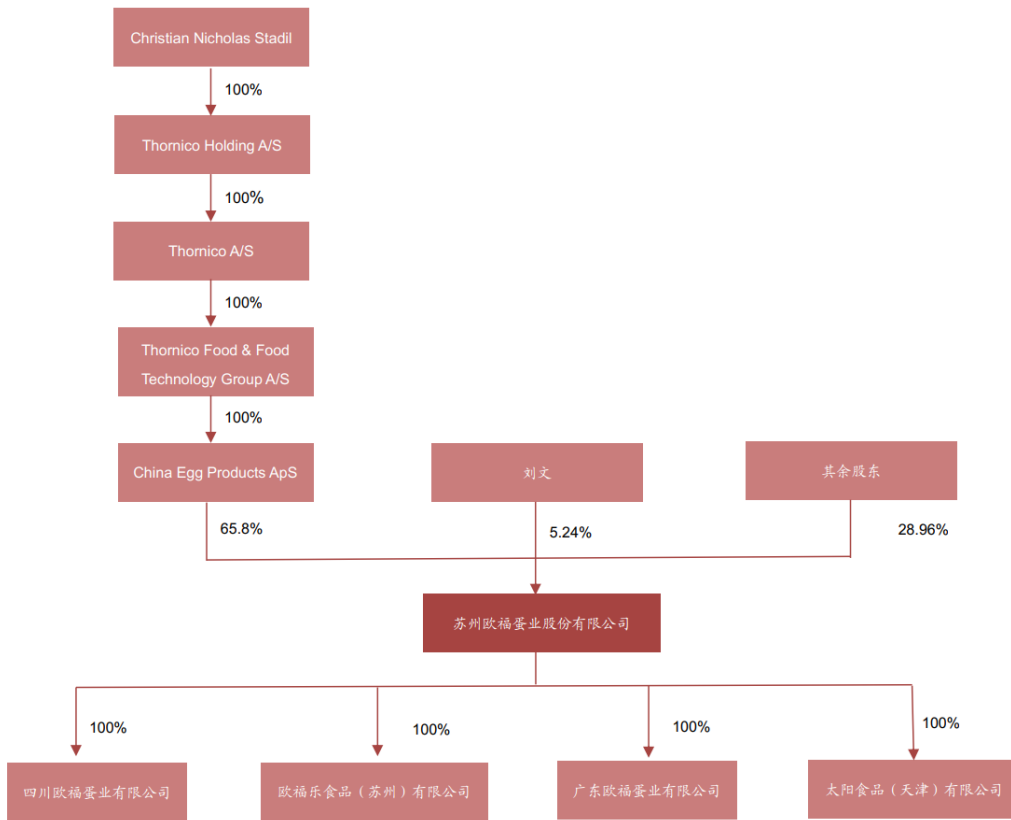 Christian Nicholas Stadil
100%
Thornico Holding A/S
100%
Thornico A/S
100%
Thornico Food & Food
Technology Group A/S
100%
China Egg Products ApS
刘文
其余股东
65.8%
5.24%
28.96%
苏州欧福蛋业股份有限公司
100%
100%
100%
100%
四川欧福蛋业有限公司
欧福乐食品（苏州）有限公司
广东欧福蛋业有限公司
太阳食品（天津）有限公司